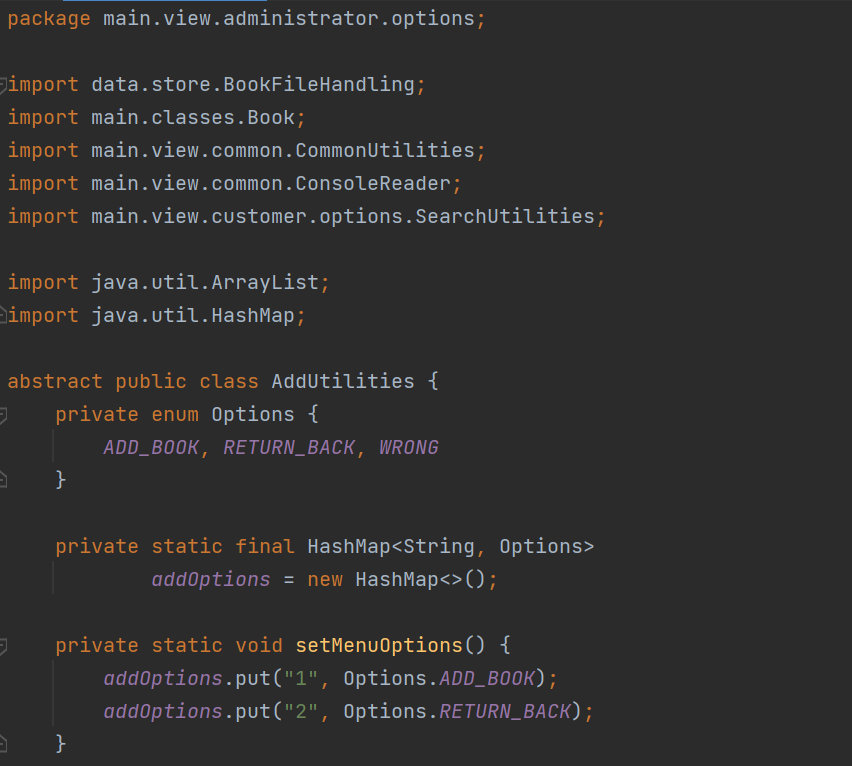 package main.view.administrator.options;
import data.store.BookFileHandling;
import main.classes.Book;
import main.view.common.CommonUtilities;
import main.view.common.ConsoleReader;
import main.view.customer.options.SearchUtilities;
import java.util.ArrayList;
import java.util.HashMap;
abstract public class AddUtilities {
    private enum Options {
        ADD_BOOK, RETURN_BACK, WRONG
    }
    private static final HashMap<String, Options>
            addOptions = new HashMap<>();
    private static void setMenuOptions() {
        addOptions.put("1", Options.ADD_BOOK);
        addOptions.put("2", Options.RETURN_BACK);
    }